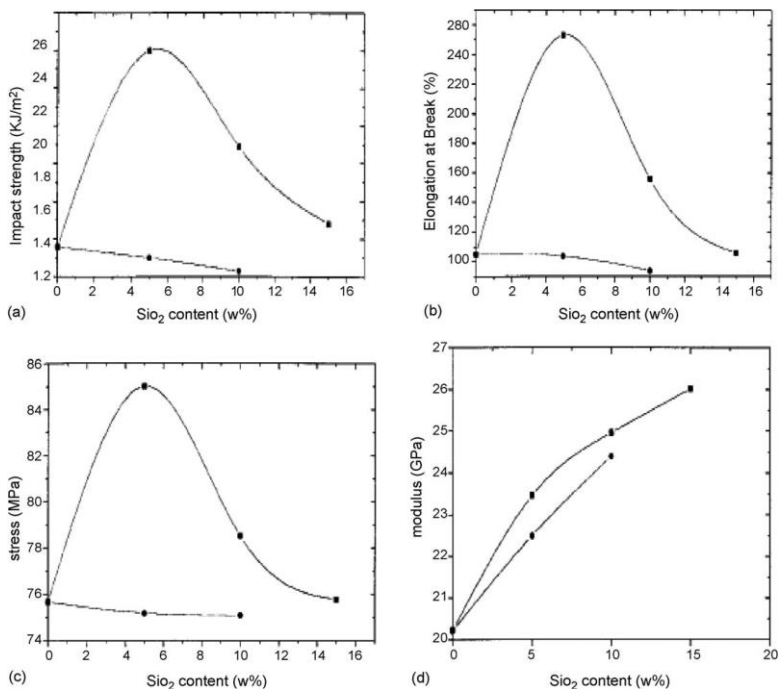 26
24
22
20
18
1.6
1.4
1.2
Impact strength (KJ/m²)
0 2 4 6 8 10 12 14 16
(a)
Sio₂ content (w%)
280
260
240
220
200
180
160
140
120
100
Elongation at Break (%)
0 2 4 6 8 10 12 14 16
(b)
Sio₂ content (w%)
86
84
82
80
78
76
74
stress (MPa)
0 2 4 6 8 10 12 14 16
(c)
Sio₂ content (w%)
27
26
25
24
23
22
21
20
modulus (GPa)
0 5 10 15 20
(d)
Sio₂ content (w%)